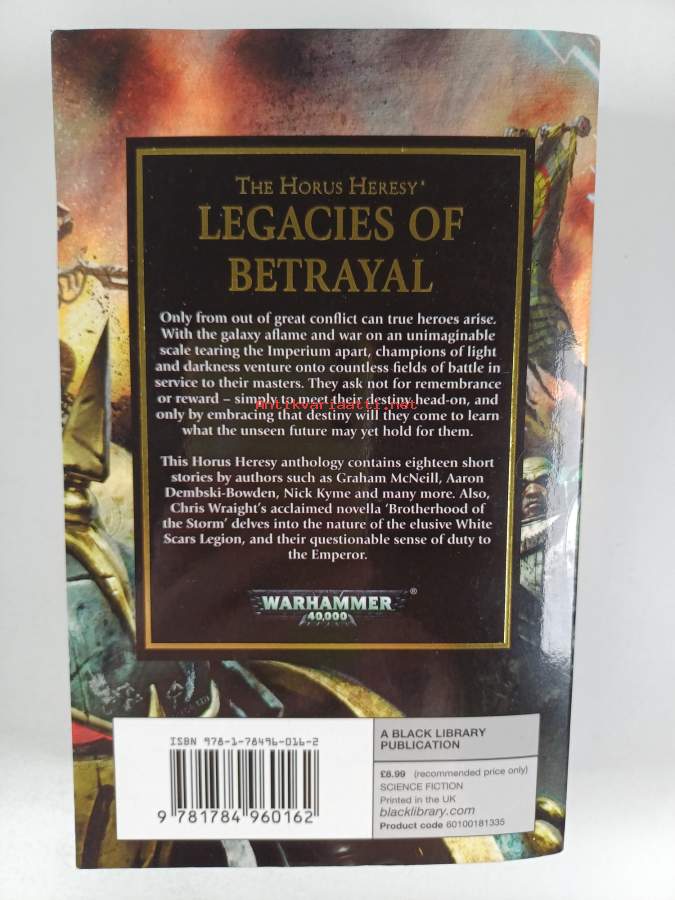 THE HORUS HERESY®
LEGACIES OF
BETRAYAL
Only from out of great conflict can true heroes arise.
With the galaxy aflame and war on an unimaginable
scale tearing the Imperium apart, champions of light
and darkness venture onto countless fields of battle in
service to their masters. They ask not for remembrance
or reward – simply to meet their destiny head-on, and
Antikvariaatti.net
only by embracing that destiny will they come to learn
what the unseen future may yet hold for them.
This Horus Heresy anthology contains eighteen short
stories by authors such as Graham McNeill, Aaron
Dembski-Bowden, Nick Kyme and many more. Also,
Chris Wraight's acclaimed novella ‘Brotherhood of
the Storm’ delves into the nature of the elusive White
Scars Legion, and their questionable sense of duty to
the Emperor.
WARHAMMER®
40,000
ISBN 978-1-78496-016-2
9 781784 960162
A BLACK LIBRARY
PUBLICATION
£6.99 (recommended price only)
SCIENCE FICTION
Printed in the UK
blacklibrary.com
Product code 60100181335